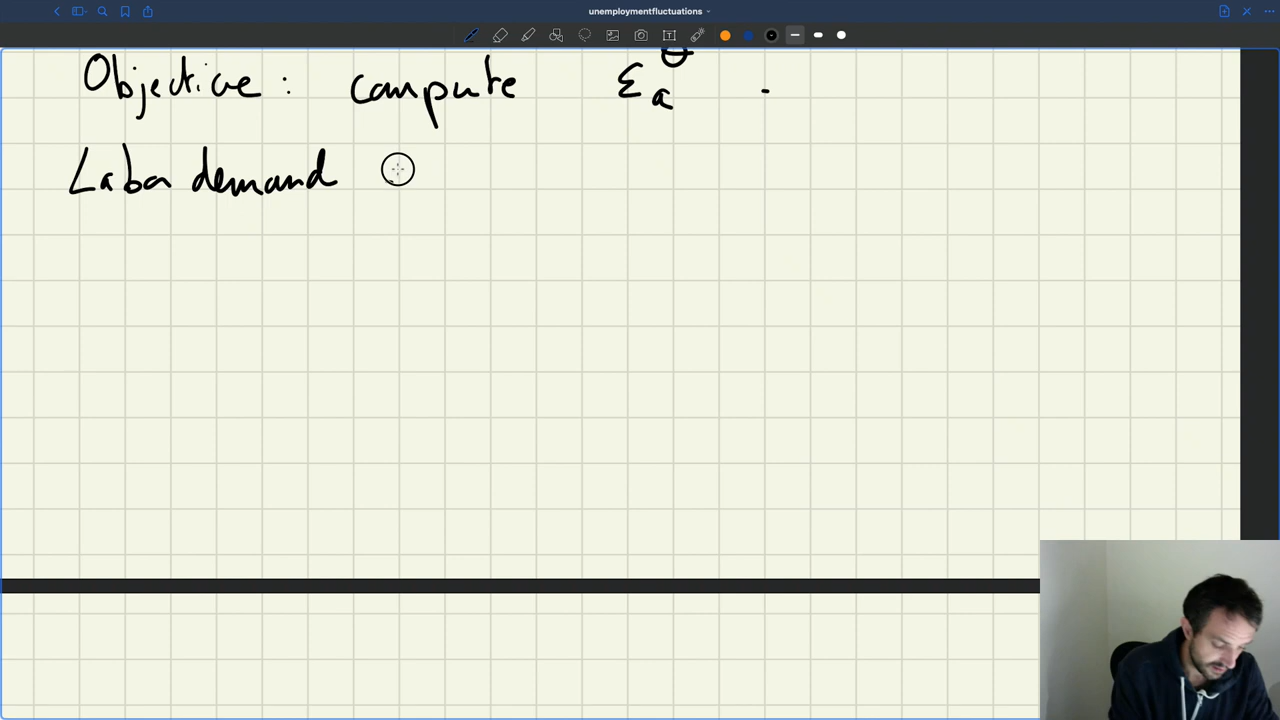 unemploymentfluctuations
Objective : compute ε_a^θ .
Labor demand